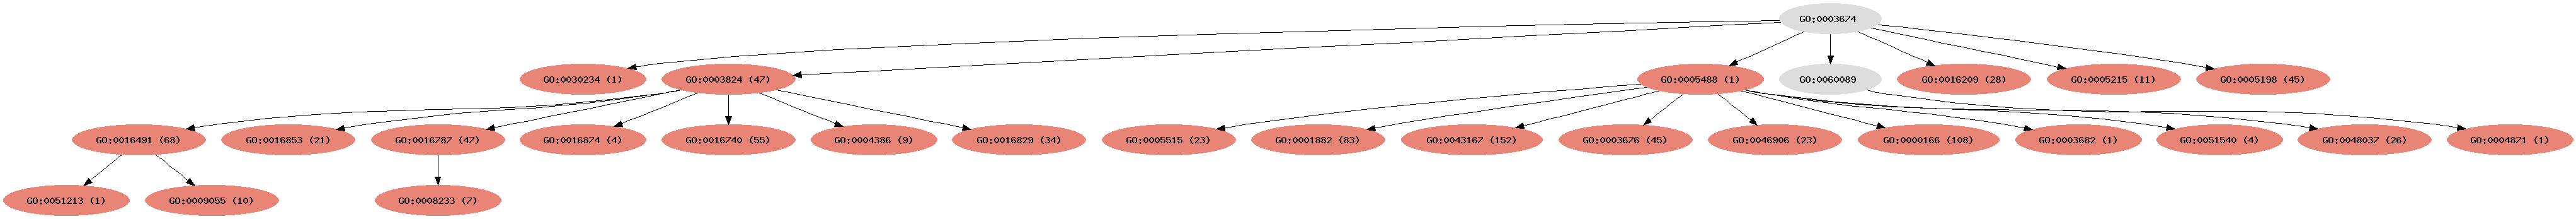 GO:0003674
GO:0030234 (1)
GO:0003824 (47)
GO:0005488 (1)
GO:0060089
GO:0016209 (28)
GO:0005215 (11)
GO:0005198 (45)
GO:0016491 (68)
GO:0016853 (21)
GO:0016787 (47)
GO:0016874 (4)
GO:0016740 (55)
GO:0004386 (9)
GO:0016829 (34)
GO:0005515 (23)
GO:0001882 (83)
GO:0043167 (152)
GO:0003676 (45)
GO:0046906 (23)
GO:0000166 (108)
GO:0003682 (1)
GO:0051540 (4)
GO:0048037 (26)
GO:0004871 (1)
GO:0051213 (1)
GO:0009055 (10)
GO:0008233 (7)